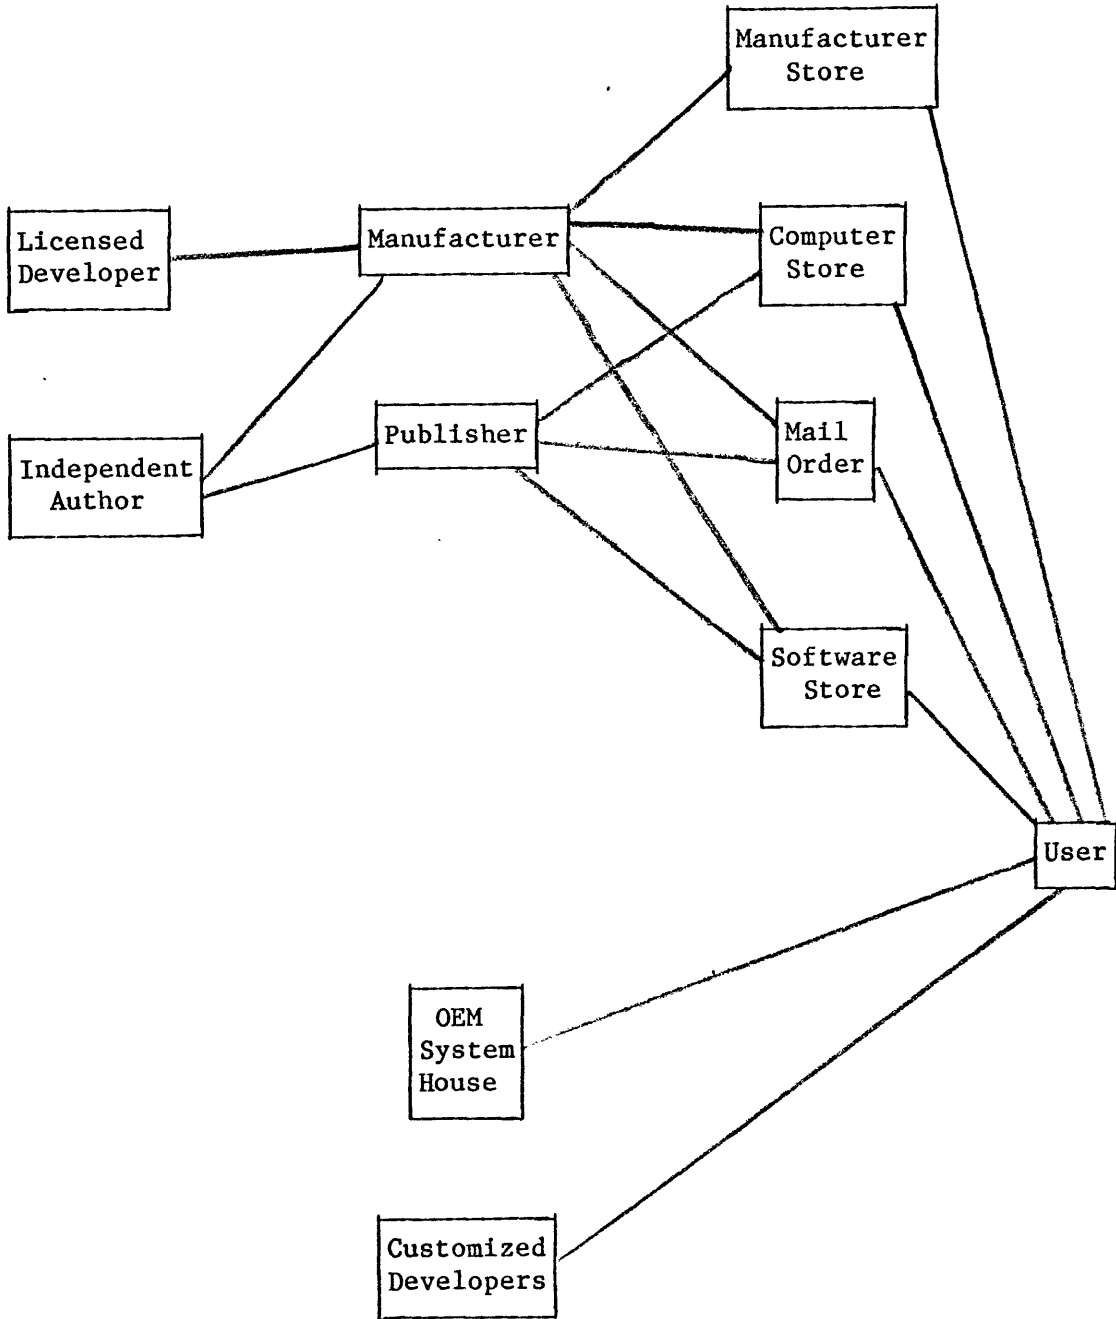 Manufacturer
Store
Licensed
Developer
Manufacturer
Computer
Store
Independent
Author
Publisher
Mail
Order
Software
Store
User
OEM
System
House
Customized
Developers